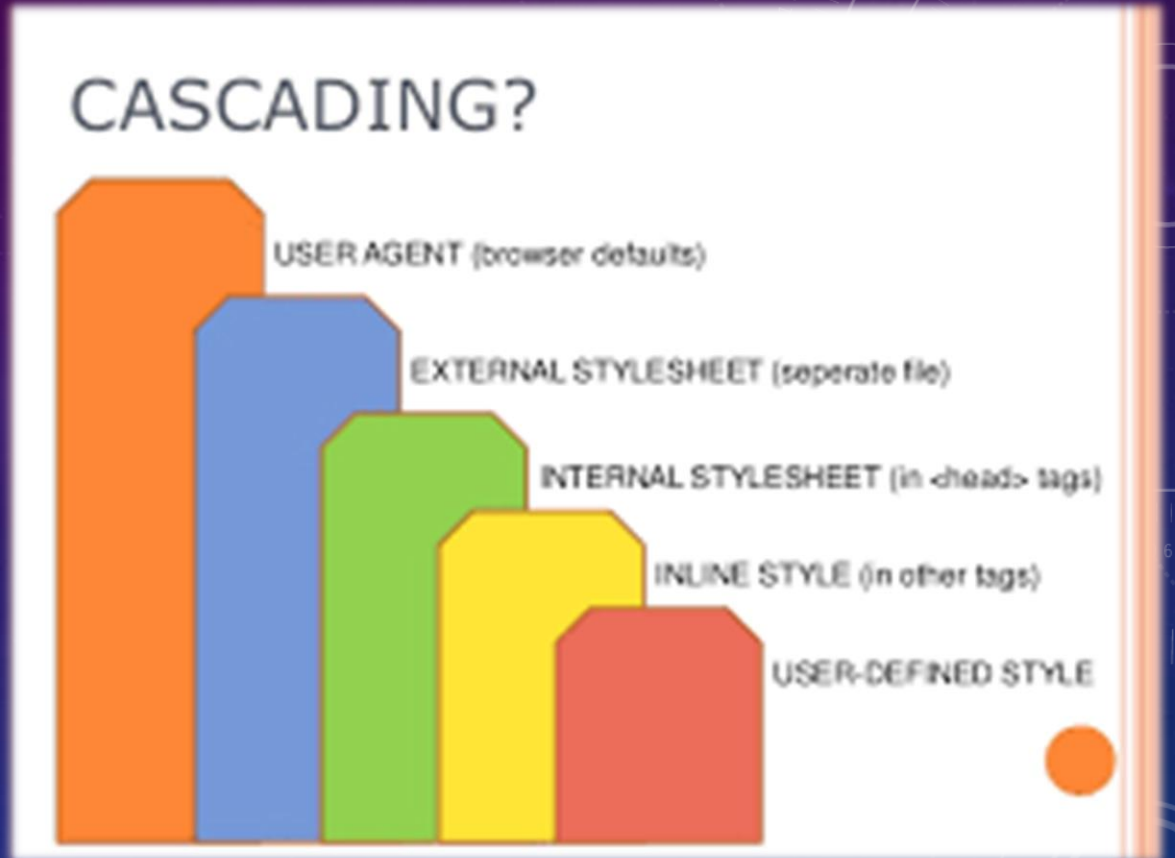 CASCADING?
USER AGENT (browser defaults)
EXTERNAL STYLESHEET (seperate file)
INTERNAL STYLESHEET (in <head> tags)
INLINE STYLE (in other tags)
USER-DEFINED STYLE
6